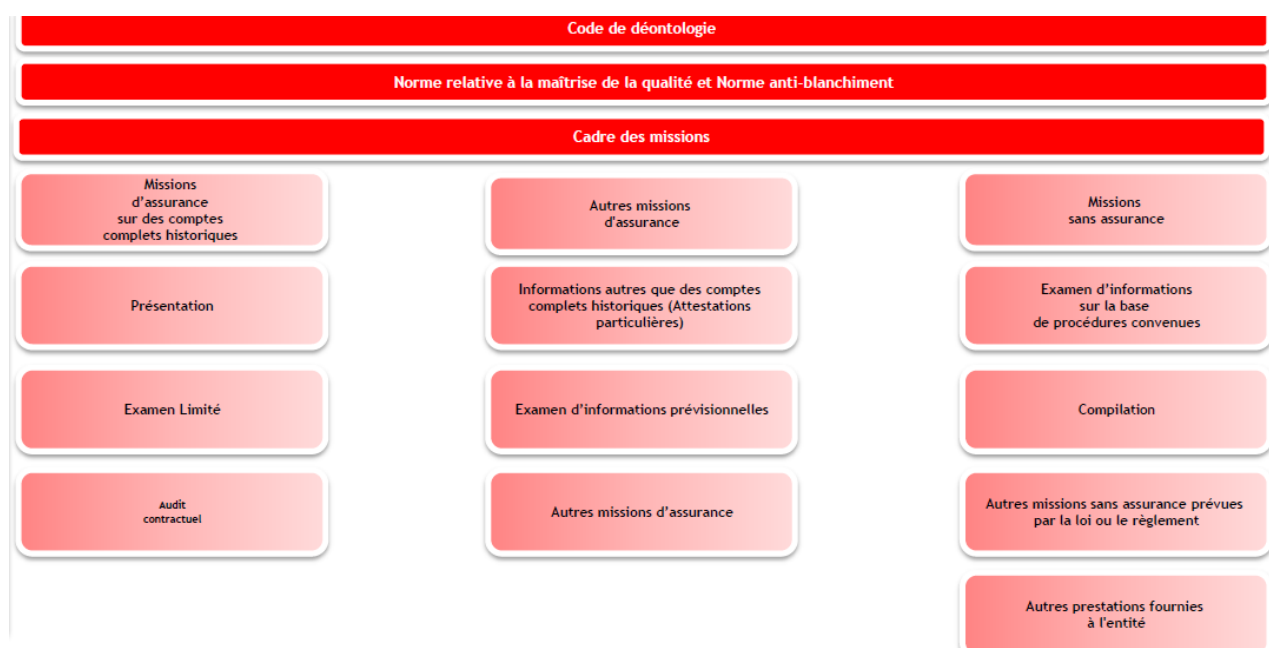 Code de déontologie
Norme relative à la maîtrise de la qualité et Norme anti-blanchiment
Cadre des missions
Missions
d'assurance
sur des comptes
complets historiques
Autres missions
d'assurance
Missions
sans assurance
Présentation
Informations autres que des comptes
complets historiques (Attestations
particulières)
Examen d'informations
sur la base
de procédures convenues
Examen Limité
Examen d'informations prévisionnelles
Compilation
Audit
contractuel
Autres missions d'assurance
Autres missions sans assurance prévues
par la loi ou le règlement
Autres prestations fournies
à l'entité